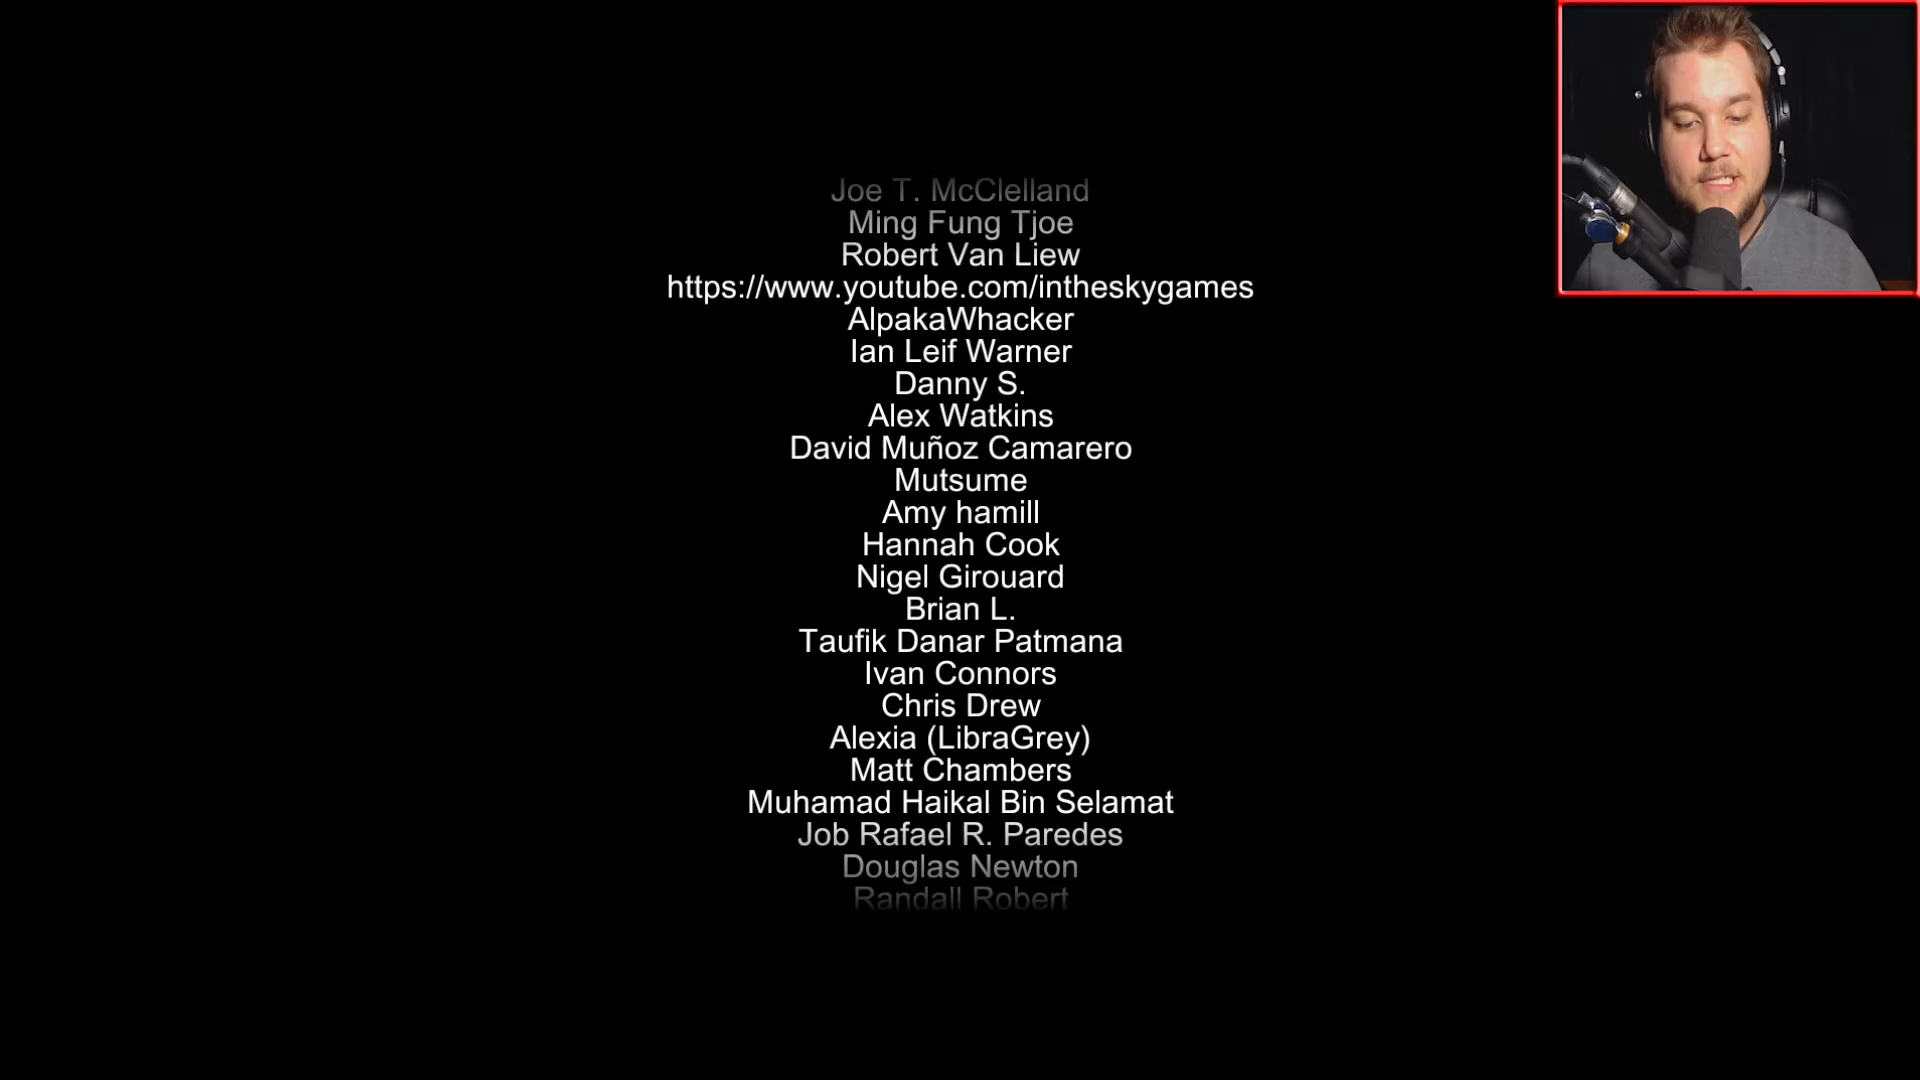 Joe T. McClelland
Ming Fung Tjoe
Robert Van Liew
https://www.youtube.com/intheskygames
AlpakaWhacker
Ian Leif Warner
Danny S.
Alex Watkins
David Muñoz Camarero
Mutsume
Amy hamill
Hannah Cook
Nigel Girouard
Brian L.
Taufik Danar Patmana
Ivan Connors
Chris Drew
Alexia (LibraGrey)
Matt Chambers
Muhamad Haikal Bin Selamat
Job Rafael R. Paredes
Douglas Newton
Randall Robert